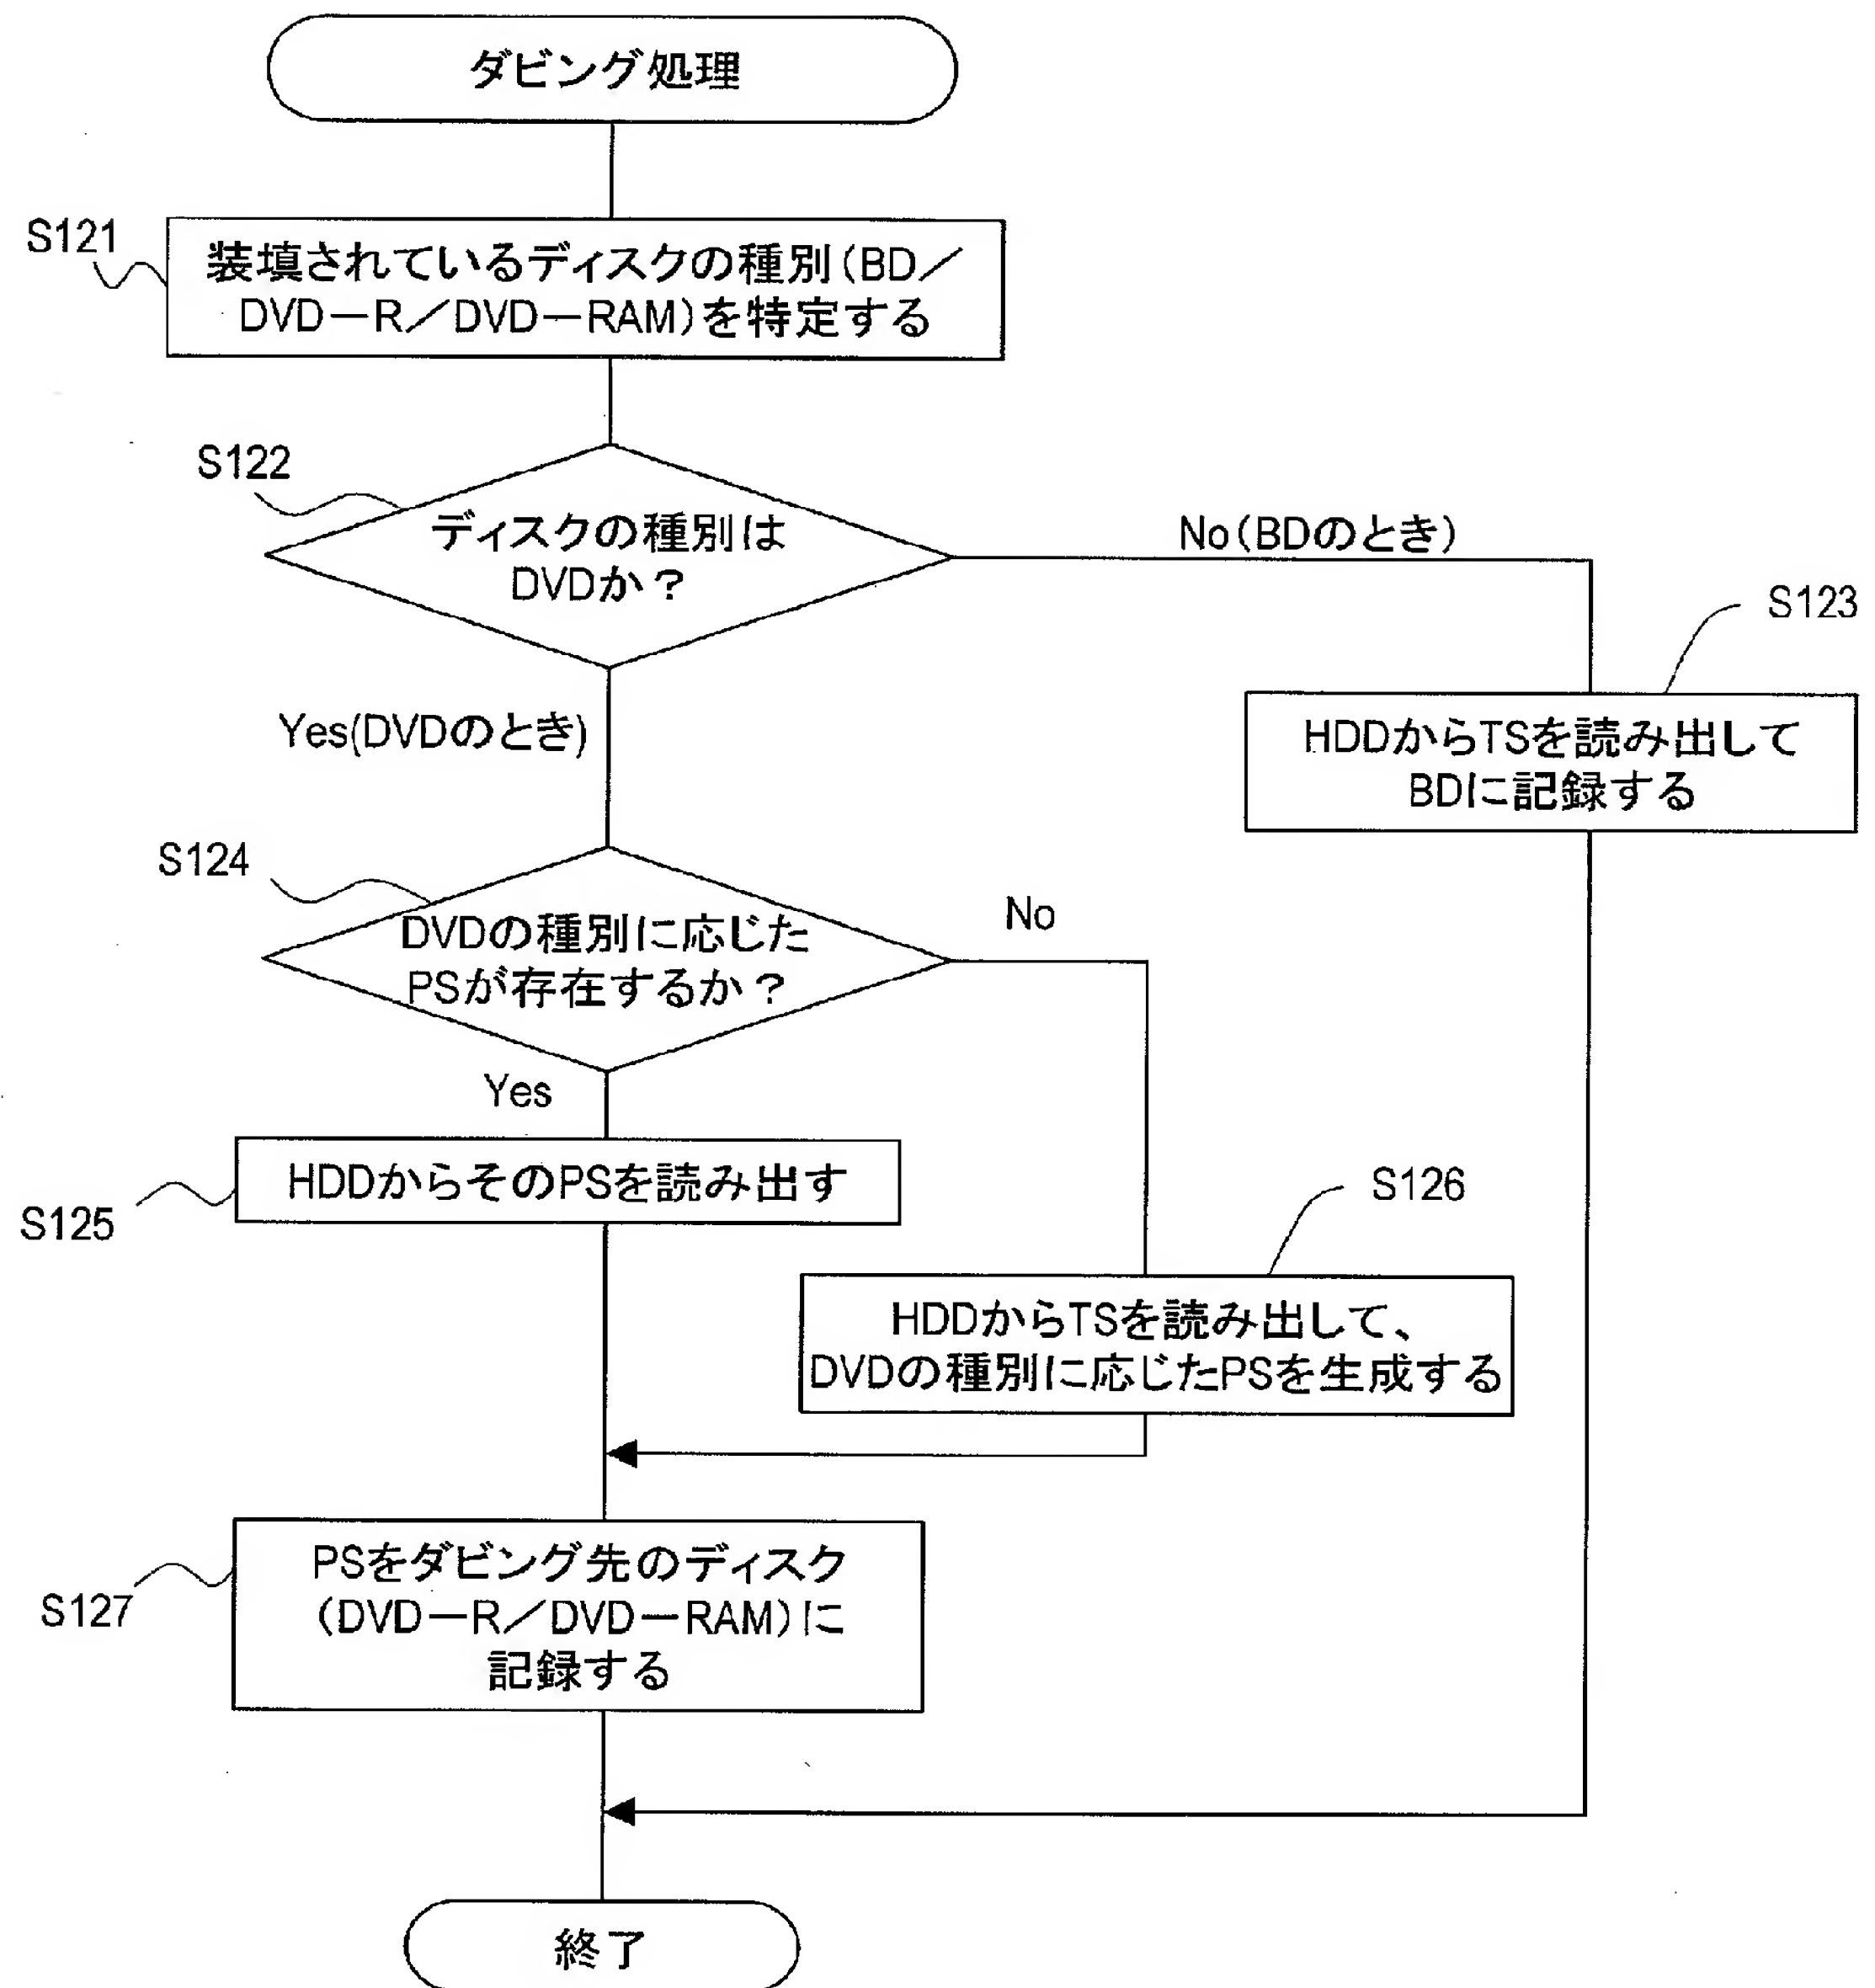 ダビング処理
S121
装填されているディスクの種別(BD／
DVD－R／DVD－RAM)を特定する
S122
ディスクの種別は
DVDか？
No(BDのとき)
S123
HDDからTSを読み出して
BDに記録する
Yes(DVDのとき)
S124
DVDの種別に応じた
PSが存在するか？
No
Yes
S125
HDDからそのPSを読み出す
S126
HDDからTSを読み出して、
DVDの種別に応じたPSを生成する
S127
PSをダビング先のディスク
(DVD－R／DVD－RAM)に
記録する
終了